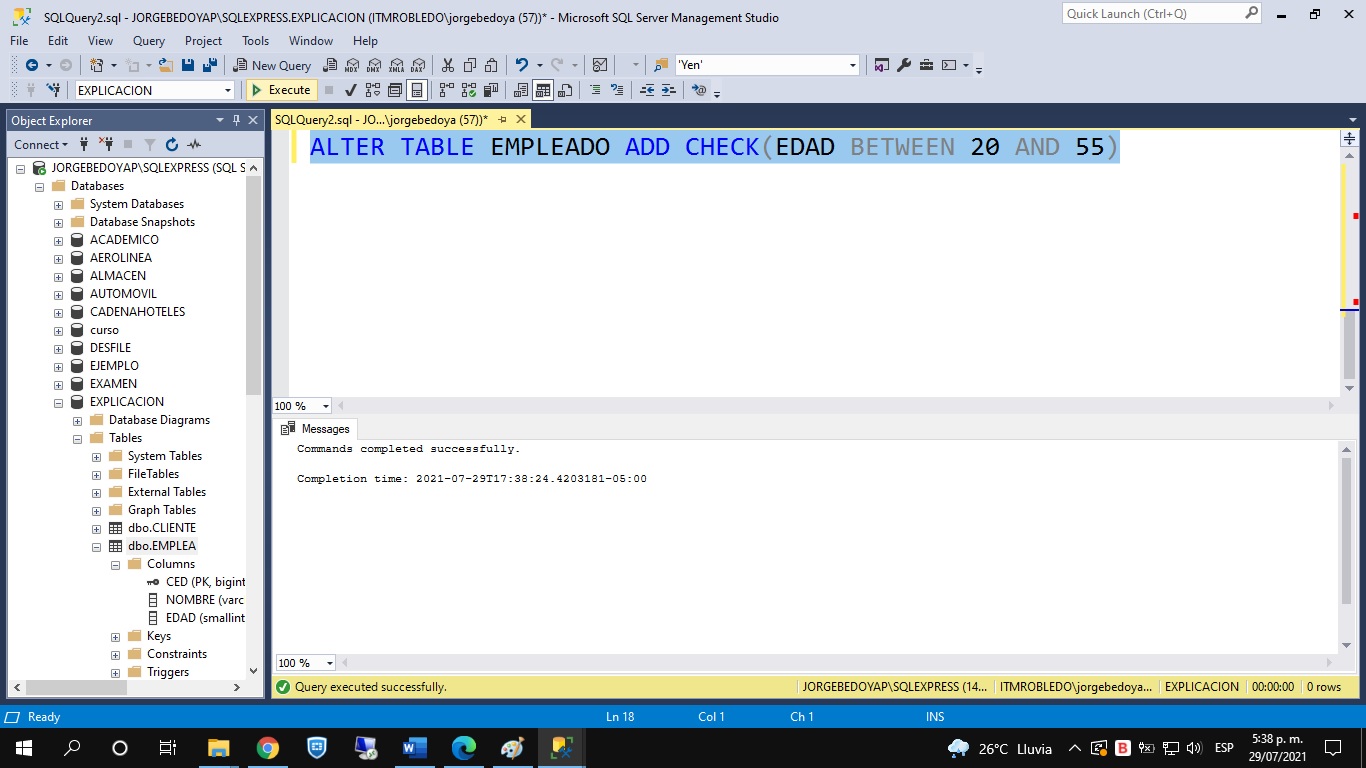 SQLQuery2.sql - JORGEBEDOYAP\SQLEXPRESS.EXPLICACION (ITMROBLEDO\jorgebedoya (57))* - Microsoft SQL Server Management Studio
Quick Launch (Ctrl+Q)
File Edit View Query Project Tools Window Help
New Query
MDX DMX XMLA DAX
'Yen'
EXPLICACION
Execute
Object Explorer
SQLQuery2.sql - JO...\jorgebedoya (57))*
Connect
ALTER TABLE EMPLEADO ADD CHECK(EDAD BETWEEN 20 AND 55)
JORGEBEDOYAP\SQLEXPRESS (SQL S
Databases
System Databases
Database Snapshots
ACADEMICO
AEROLINEA
ALMACEN
AUTOMOVIL
CADENAHOTELES
curso
DESFILE
EJEMPLO
EXAMEN
EXPLICACION
Database Diagrams
Tables
System Tables
FileTables
External Tables
Graph Tables
dbo.CLIENTE
dbo.EMPLEA
Columns
CED (PK, bigint
NOMBRE (varc
EDAD (smallint
Keys
Constraints
Triggers
100 %
Messages
Commands completed successfully.
Completion time: 2021-07-29T17:38:24.4203181-05:00
100 %
Query executed successfully.
JORGEBEDOYAP\SQLEXPRESS (14... ITMROBLEDO\jorgebedoya... EXPLICACION 00:00:00 0 rows
Ready
Ln 18 Col 1 Ch 1 INS
26°C Lluvia
ESP
5:38 p. m.
29/07/2021